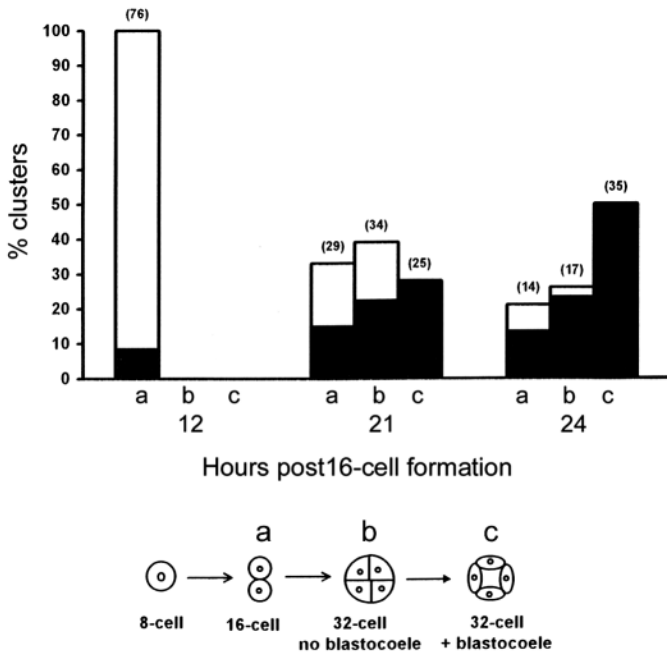 % clusters
100
90
80
70
60
50
40
30
20
10
0
(76)
(29)
(34)
(25)
(14)
(17)
(35)
a b c a b c a b c
12 21 24
Hours post16-cell formation
a b c
8-cell 16-cell 32-cell 32-cell
no blastocoele + blastocoele